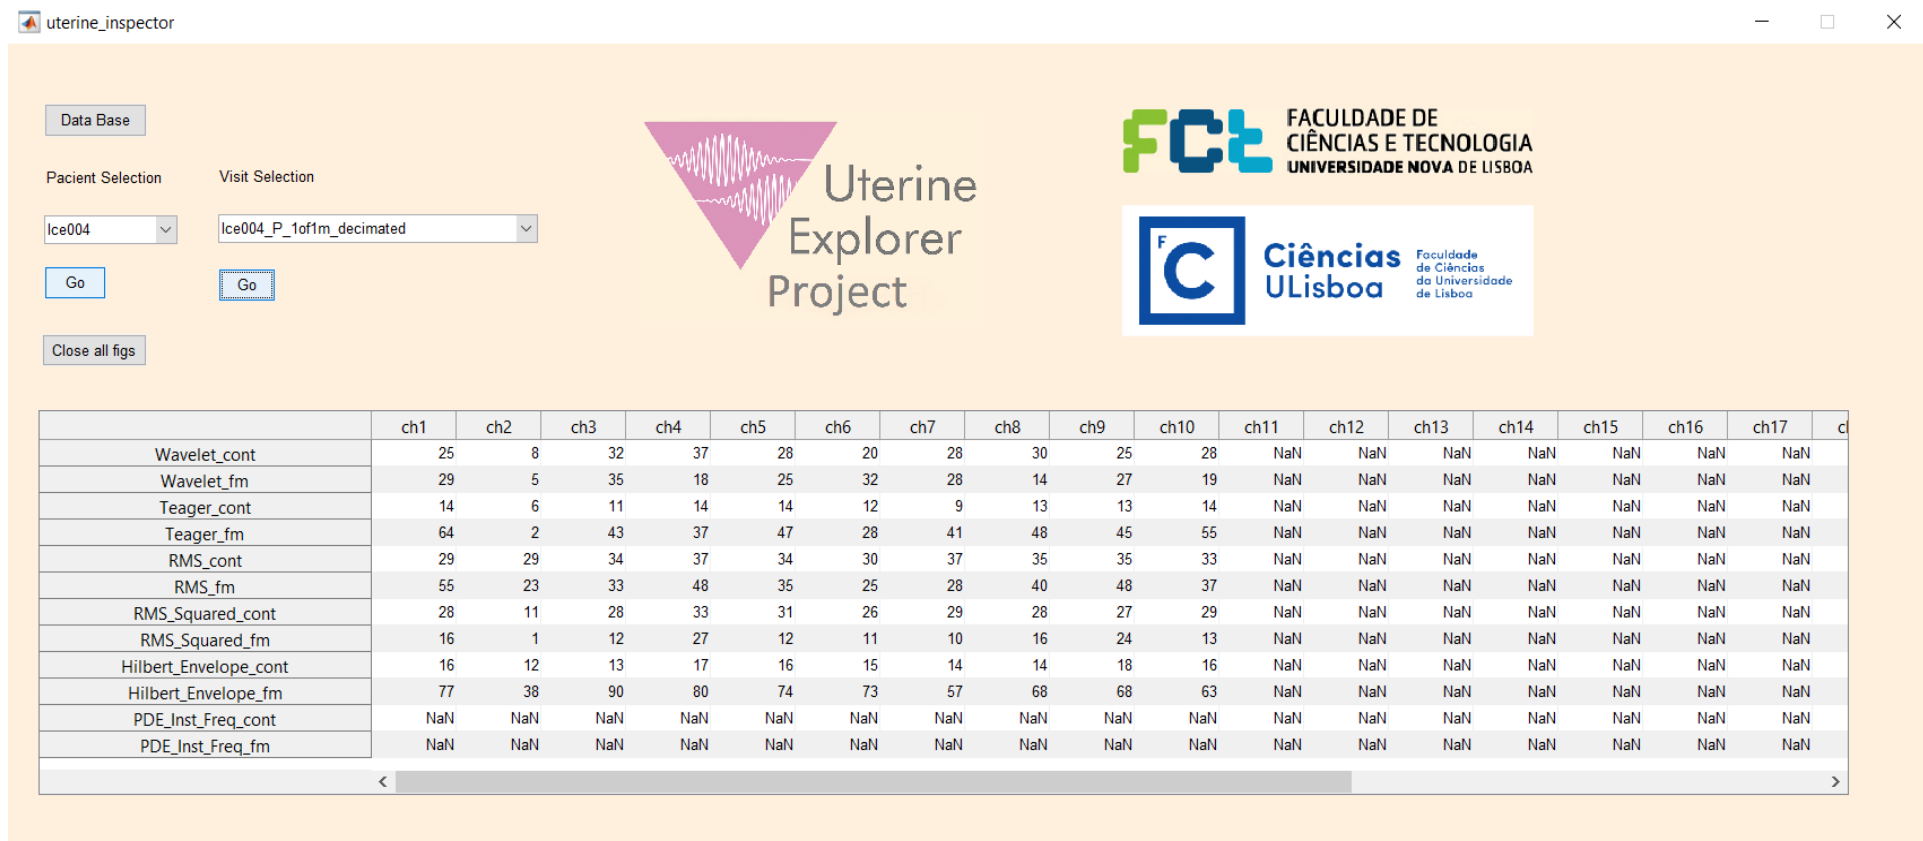 uterine_inspector
Data Base
Pacient Selection
Visit Selection
Ice004
Ice004_P_1of1m_decimated
Go
Go
Close all figs
Uterine
Explorer
Project
FCt
FACULDADE DE
CIÊNCIAS E TECNOLOGIA
UNIVERSIDADE NOVA DE LISBOA
F
C
Ciências
ULisboa
Faculdade
de Ciências
da Universidade
de Lisboa
ch1 ch2 ch3 ch4 ch5 ch6 ch7 ch8 ch9 ch10 ch11 ch12 ch13 ch14 ch15 ch16 ch17
Wavelet_cont 25 8 32 37 28 20 28 30 25 28 NaN NaN NaN NaN NaN NaN NaN
Wavelet_fm 29 5 35 18 25 32 28 14 27 19 NaN NaN NaN NaN NaN NaN NaN
Teager_cont 14 6 11 14 14 12 9 13 13 14 NaN NaN NaN NaN NaN NaN NaN
Teager_fm 64 2 43 37 47 28 41 48 45 55 NaN NaN NaN NaN NaN NaN NaN
RMS_cont 29 29 34 37 34 30 37 35 35 33 NaN NaN NaN NaN NaN NaN NaN
RMS_fm 55 23 33 48 35 25 28 40 48 37 NaN NaN NaN NaN NaN NaN NaN
RMS_Squared_cont 28 11 28 33 31 26 29 28 27 29 NaN NaN NaN NaN NaN NaN NaN
RMS_Squared_fm 16 1 12 27 12 11 10 16 24 13 NaN NaN NaN NaN NaN NaN NaN
Hilbert_Envelope_cont 16 12 13 17 16 15 14 14 18 16 NaN NaN NaN NaN NaN NaN NaN
Hilbert_Envelope_fm 77 38 90 80 74 73 57 68 68 63 NaN NaN NaN NaN NaN NaN NaN
PDE_Inst_Freq_cont NaN NaN NaN NaN NaN NaN NaN NaN NaN NaN NaN NaN NaN NaN NaN NaN NaN
PDE_Inst_Freq_fm NaN NaN NaN NaN NaN NaN NaN NaN NaN NaN NaN NaN NaN NaN NaN NaN NaN